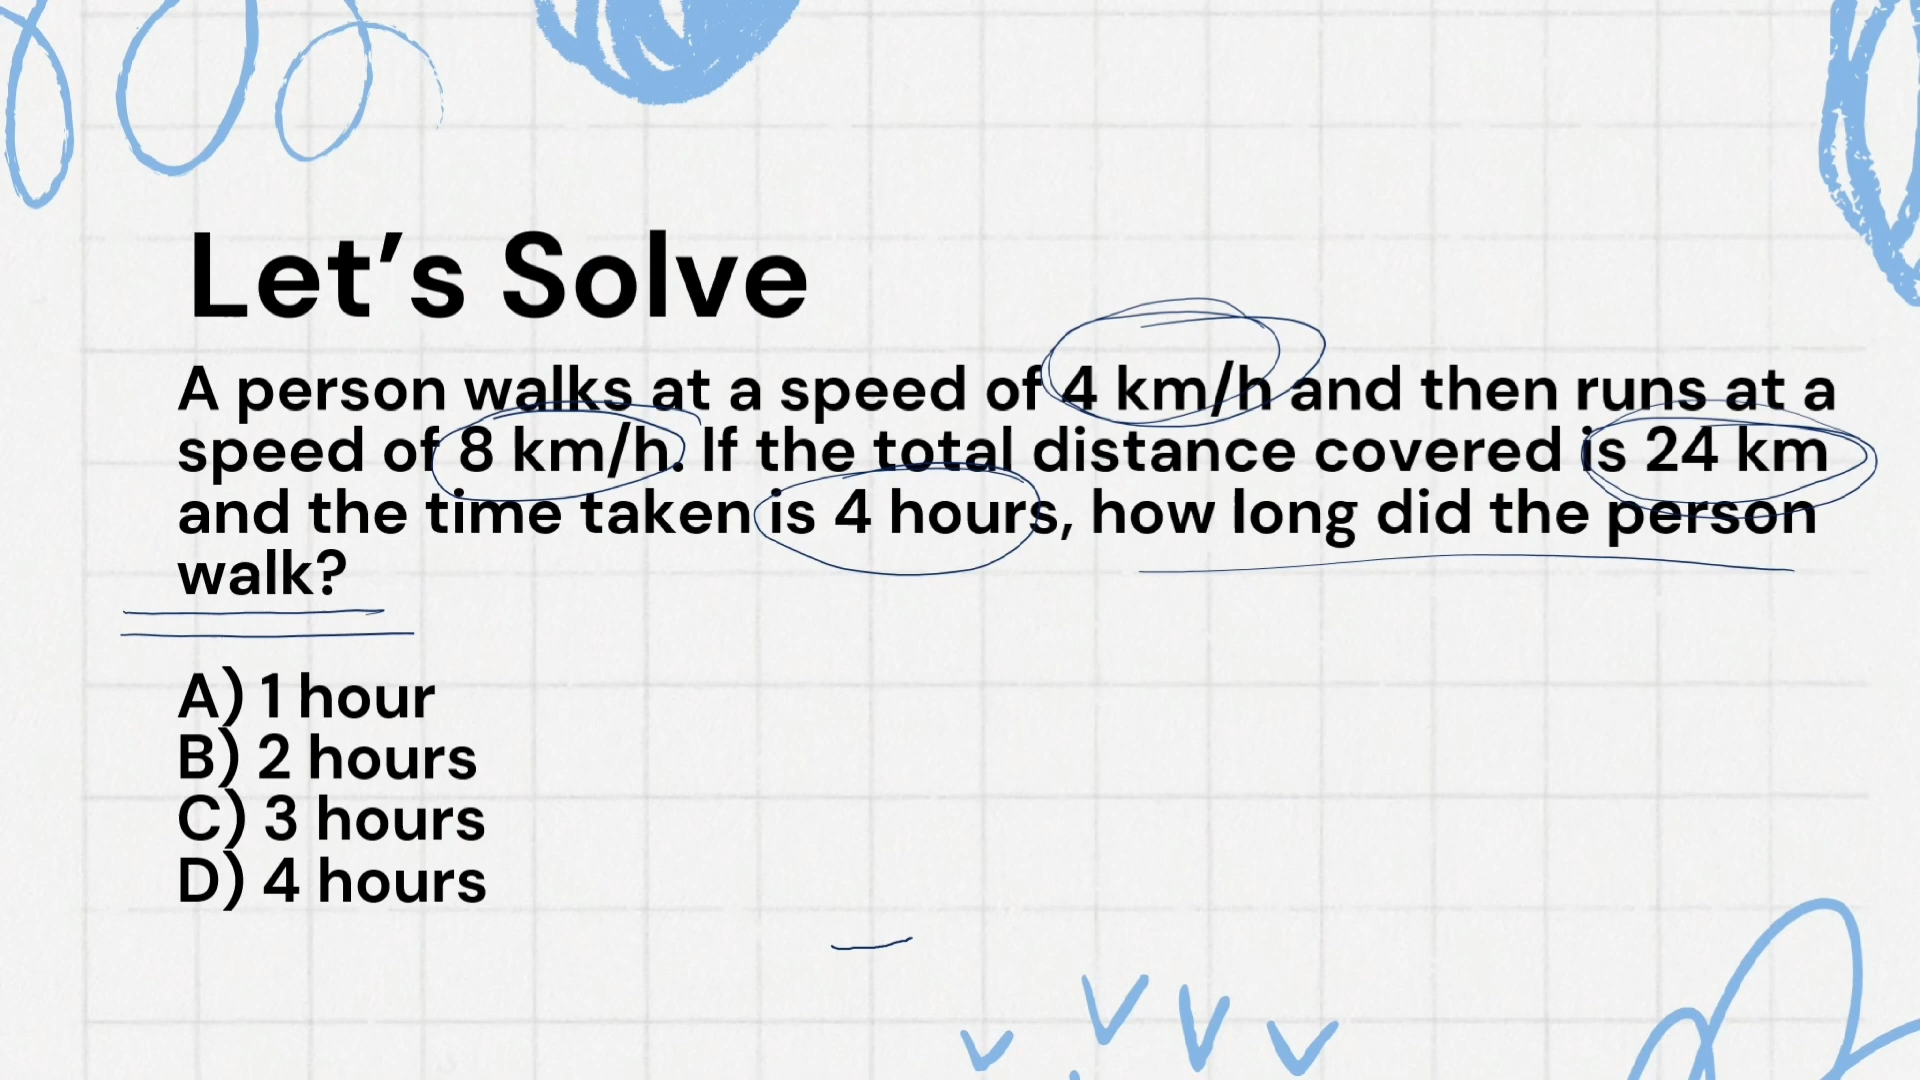 Let’s Solve
A person walks at a speed of 4 km/h and then runs at a
speed of 8 km/h. If the total distance covered is 24 km
and the time taken is 4 hours, how long did the person
walk?
A) 1 hour
B) 2 hours
C) 3 hours
D) 4 hours